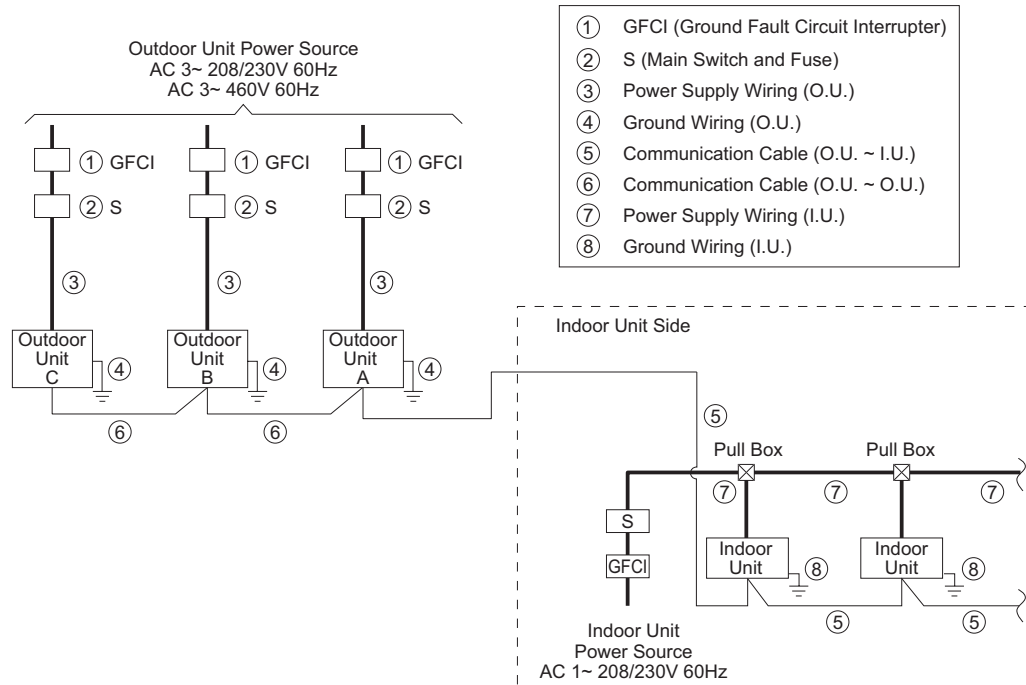 Outdoor Unit Power Source
AC 3~ 208/230V 60Hz
AC 3~ 460V 60Hz
① GFCI ① GFCI ① GFCI
② S ② S ② S
③ ③ ③
Outdoor Unit C ④ Outdoor Unit B ④ Outdoor Unit A ④
⑥ ⑥
① GFCI (Ground Fault Circuit Interrupter)
② S (Main Switch and Fuse)
③ Power Supply Wiring (O.U.)
④ Ground Wiring (O.U.)
⑤ Communication Cable (O.U. ~ I.U.)
⑥ Communication Cable (O.U. ~ O.U.)
⑦ Power Supply Wiring (I.U.)
⑧ Ground Wiring (I.U.)
Indoor Unit Side
⑤
Pull Box Pull Box
⑦ ⑦ ⑦
S
GFCI
Indoor Unit ⑧ Indoor Unit ⑧
⑤ ⑤
Indoor Unit
Power Source
AC 1~ 208/230V 60Hz